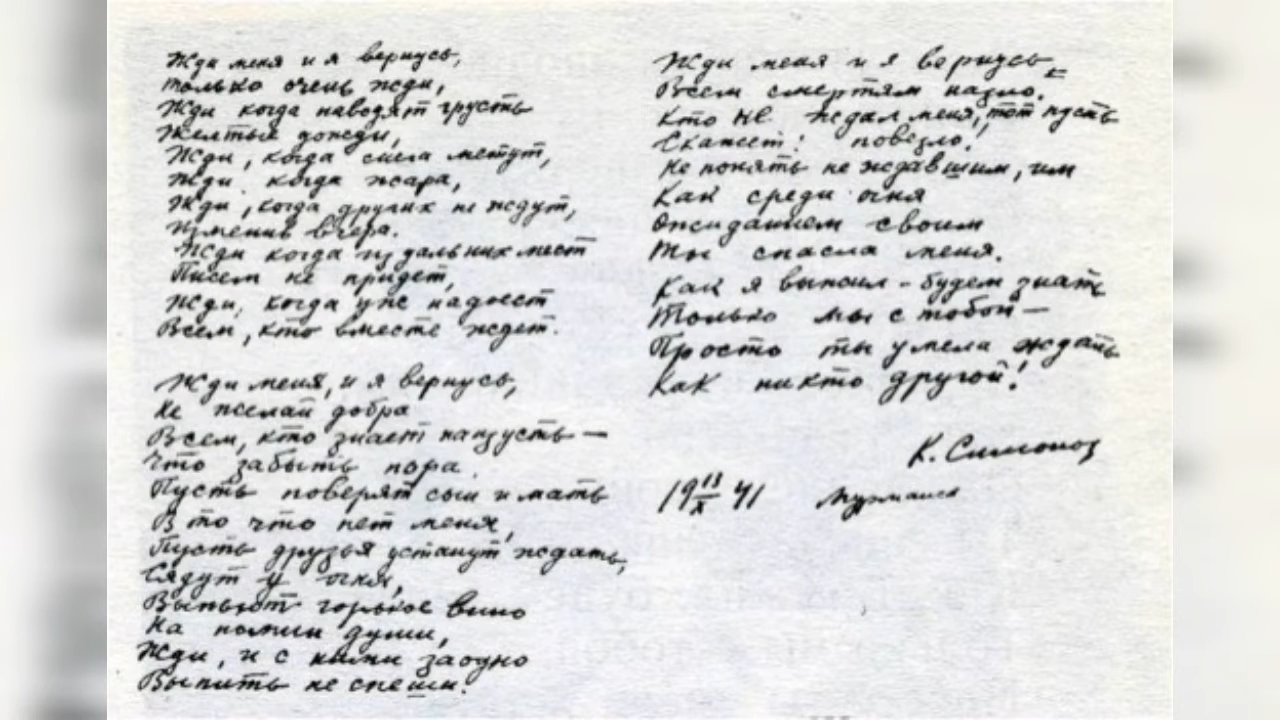 Жди меня и я вернусь,
только очень жди,
Жди когда наводят грусть
Желтые дожди,
Жди, когда снега метут,
Жди когда жара,
Жди, когда других не ждут,
Изменив вчера.
Жди когда из дальних мест
Писем не придет,
Жди, когда уже надоест
Всем, кто вместе ждет.
Жди меня, и я вернусь,
Не желай добра
Всем, кто знает наизусть —
Что забыть пора.
Пусть поверят сын и мать
В то что нет меня,
Пусть друзья устанут ждать,
Сядут у огня,
Выпьют горькое вино
На помин души,
Жди, и с ними заодно
Выпить не спеши.
Жди меня и я вернусь
Всем смертям назло.
Кто не ждал меня, тот пусть
Скажет: повезло!
Не понять не ждавшим, им
Как среди огня
Ожиданием своим
Ты спасла меня.
Как я выжил - будем знать
Только мы с тобой —
Просто ты умела ждать
Как никто другой!
К. Симонов
19 13/X 41 Мурманск